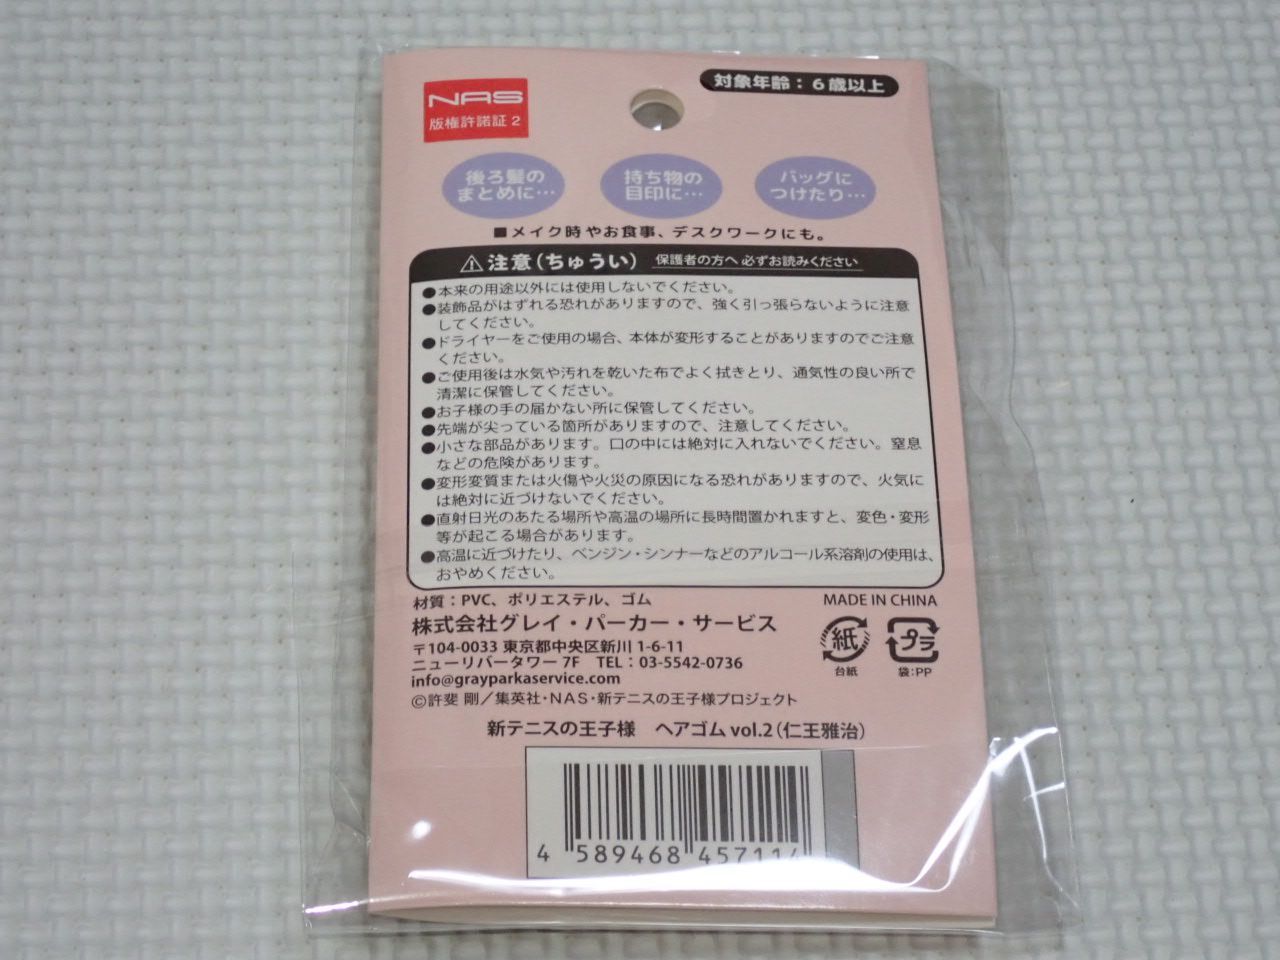 NAS
版権許諾証2
対象年齢：6歳以上
後ろ髪の
まとめに…
持ち物の
目印に…
バッグに
つけたり…
■メイク時やお食事、デスクワークにも。
⚠注意（ちゅうい） 保護者の方へ 必ずお読みください
●本来の用途以外には使用しないでください。
●装飾品がはずれる恐れがありますので、強く引っ張らないように注意
してください。
●ドライヤーをご使用の場合、本体が変形することがありますのでご注意
ください。
●ご使用後は水気や汚れを乾いた布でよく拭きとり、通気性の良い所で
清潔に保管してください。
●お子様の手の届かない所に保管してください。
●先端が尖っている箇所がありますので、注意してください。
●小さな部品があります。口の中には絶対に入れないでください。窒息
などの危険があります。
●変形変質または火傷や火災の原因になる恐れがありますので、火気に
は絶対に近づけないでください。
●直射日光のあたる場所や高温の場所に長時間置かれますと、変色・変形
等が起こる場合があります。
●高温に近づけたり、ベンジン・シンナーなどのアルコール系溶剤の使用は、
おやめください。
材質：PVC、ポリエステル、ゴム
MADE IN CHINA
株式会社グレイ・パーカー・サービス
〒104-0033 東京都中央区新川 1-6-11
ニューリバータワー 7F TEL：03-5542-0736
info@grayparkaservice.com
紙
台紙
プラ
袋：PP
©許斐 剛／集英社・NAS・新テニスの王子様プロジェクト
新テニスの王子様 ヘアゴム vol.2（仁王雅治）
4 589468 457114